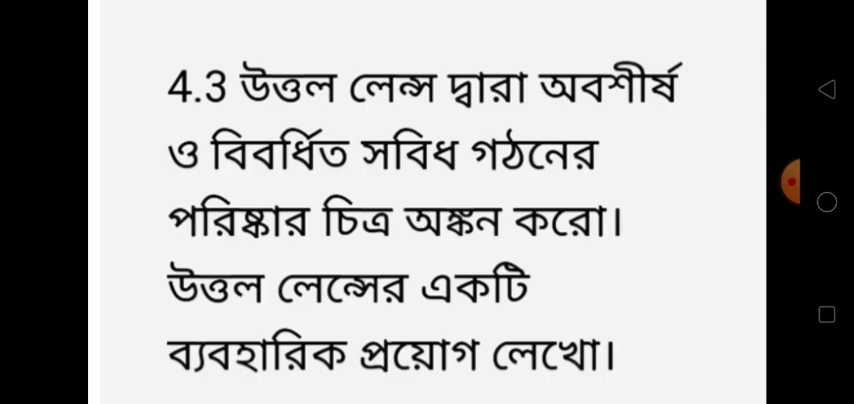 4.3 উত্তল লেন্স দ্বারা অবশীর্ষ
ও বিবর্ধিত সবিধ গঠনের
পরিষ্কার চিত্র অঙ্কন করো।
উত্তল লেন্সের একটি
ব্যবহারিক প্রয়োগ লেখো।